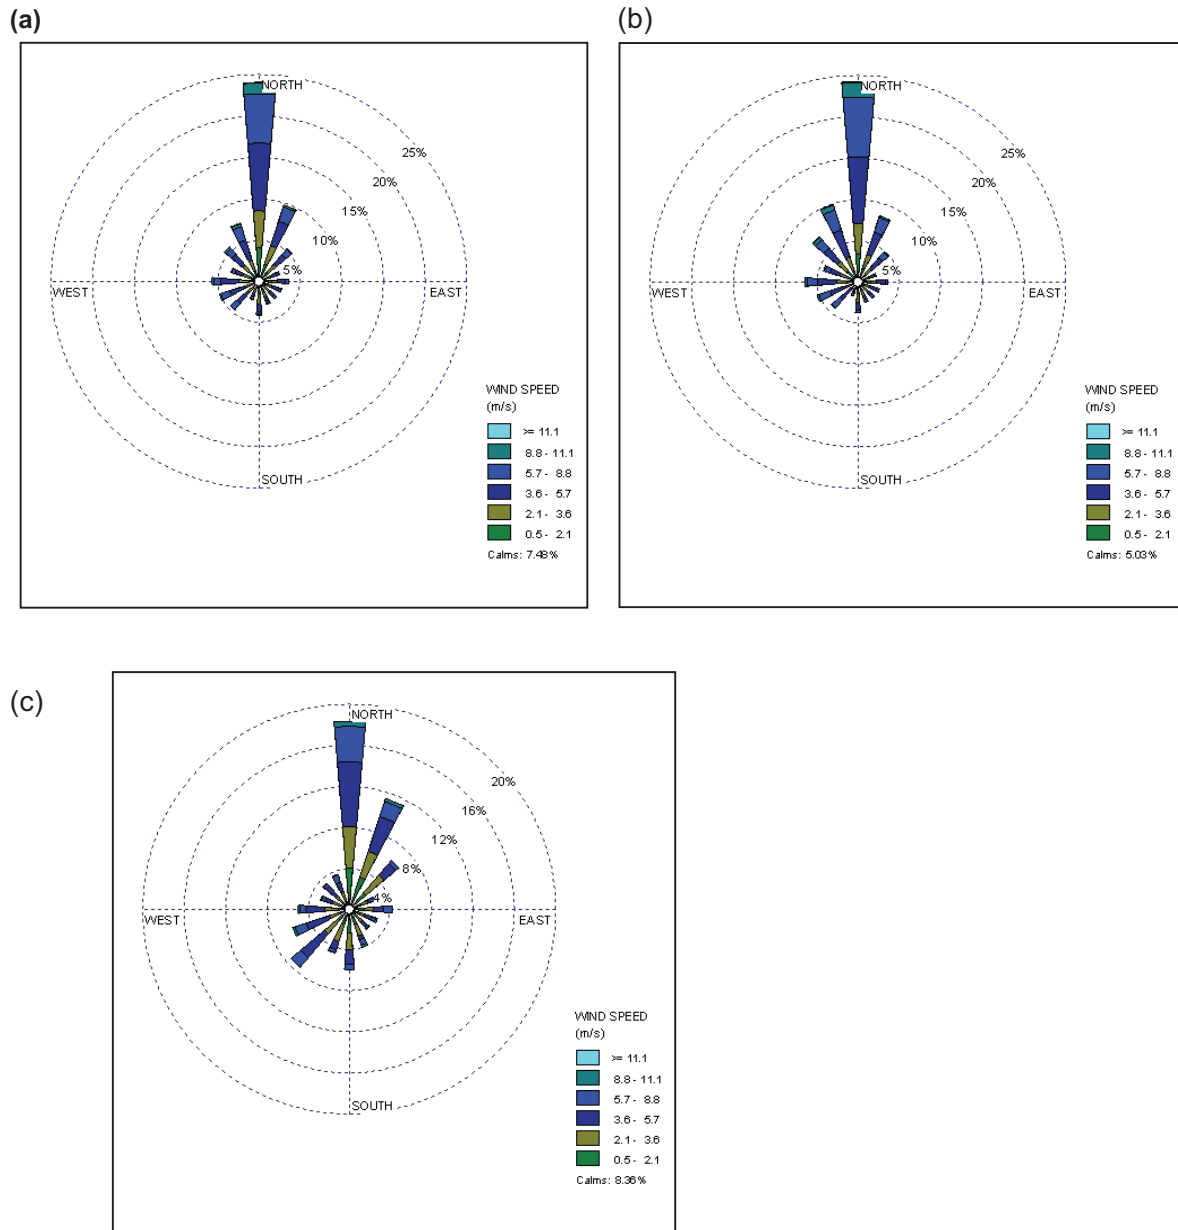 (a)
NORTH
25%
20%
15%
10%
5%
WEST
EAST
SOUTH
WIND SPEED
(m/s)
>= 11.1
8.8 - 11.1
5.7 - 8.8
3.6 - 5.7
2.1 - 3.6
0.5 - 2.1
Calms: 7.48%
(b)
NORTH
25%
20%
15%
10%
5%
WEST
EAST
SOUTH
WIND SPEED
(m/s)
>= 11.1
8.8 - 11.1
5.7 - 8.8
3.6 - 5.7
2.1 - 3.6
0.5 - 2.1
Calms: 5.03%
(c)
NORTH
20%
16%
12%
8%
4%
WEST
EAST
SOUTH
WIND SPEED
(m/s)
>= 11.1
8.8 - 11.1
5.7 - 8.8
3.6 - 5.7
2.1 - 3.6
0.5 - 2.1
Calms: 8.36%